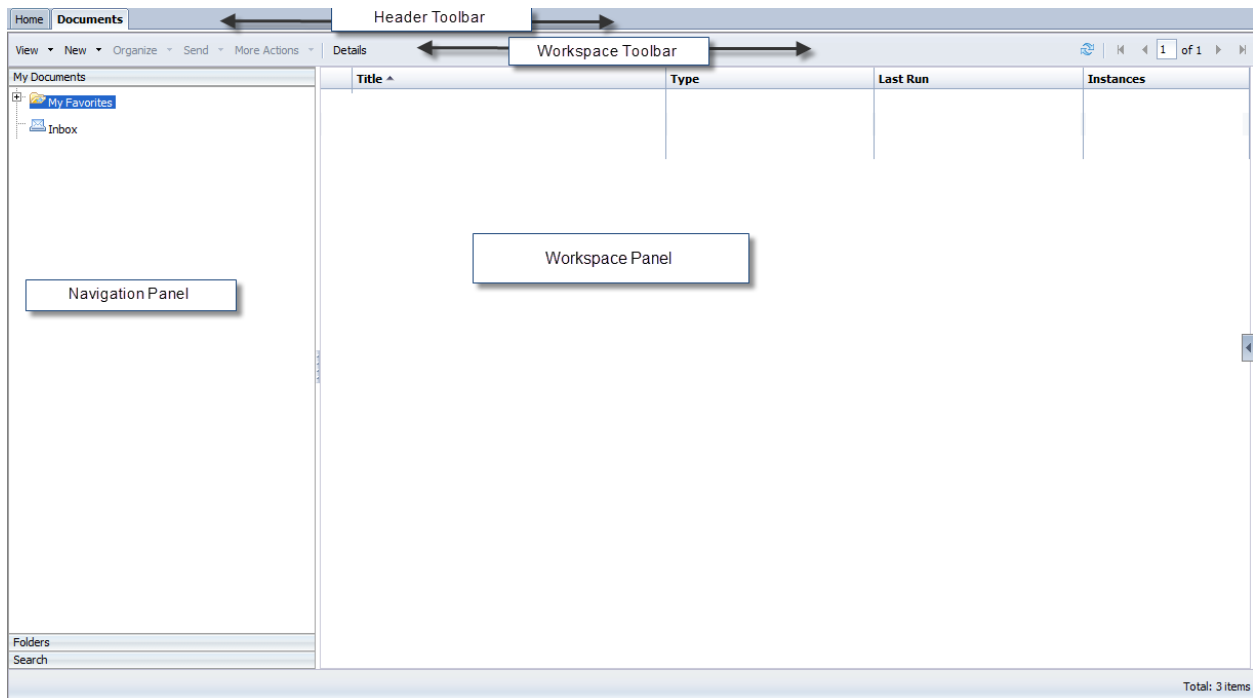 Home Documents
Header Toolbar
View New Organize Send More Actions Details
Workspace Toolbar
1 of 1
My Documents
Title Type Last Run Instances
My Favorites
Inbox
Workspace Panel
Navigation Panel
Folders
Search
Total: 3 items